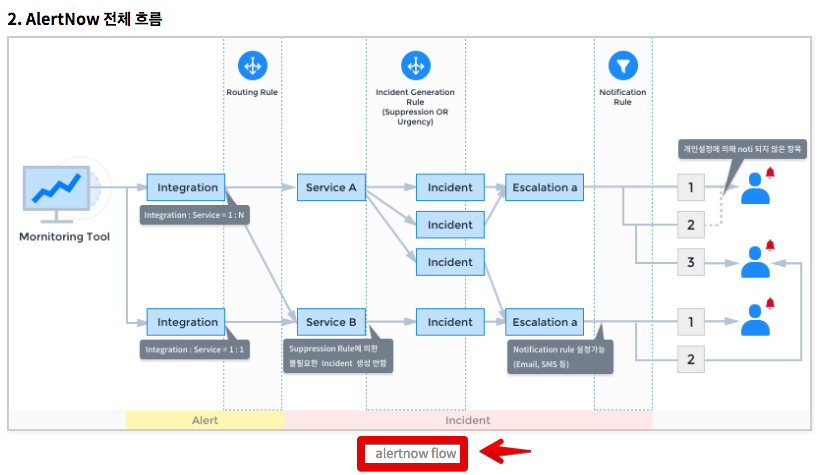 2. AlertNow 전체 흐름
Routing Rule
Incident Generation
Rule
(Suppression OR
Urgency)
Notification
Rule
개인설정에 의해 noti 되지 않은 항목
Integration
Service A
Incident
Escalation a
1
Integration : Service = 1 : N
Incident
2
Mornitoring Tool
Incident
3
Integration
Service B
Incident
Escalation a
1
Integration : Service = 1 : 1
Suppression Rule에 의한
불필요한 Incident 생성 안함
Notification rule 설정가능
(Email, SMS 등)
2
Alert
Incident
alertnow flow